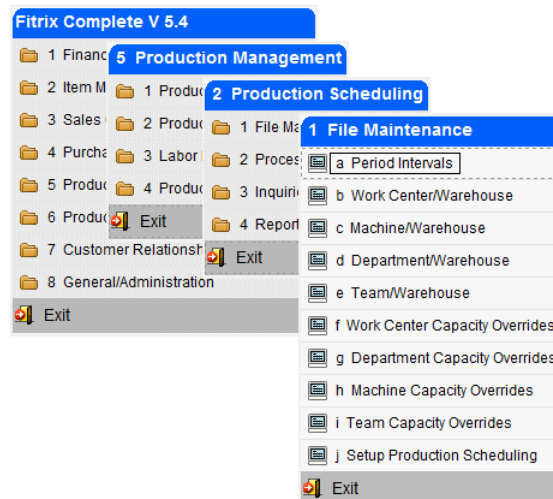 Fitrix Complete V 5.4
1 Financ
2 Item M
3 Sales
4 Purcha
5 Produc
6 Produc
7 Customer Relationsh
8 General/Administration
Exit
5 Production Management
1 Produc
2 Produc
3 Labor
4 Produc
Exit
2 Production Scheduling
1 File Ma
2 Proces
3 Inquiri
4 Report
Exit
1 File Maintenance
a Period Intervals
b Work Center/Warehouse
c Machine/Warehouse
d Department/Warehouse
e Team/Warehouse
f Work Center Capacity Overrides
g Department Capacity Overrides
h Machine Capacity Overrides
i Team Capacity Overrides
j Setup Production Scheduling
Exit